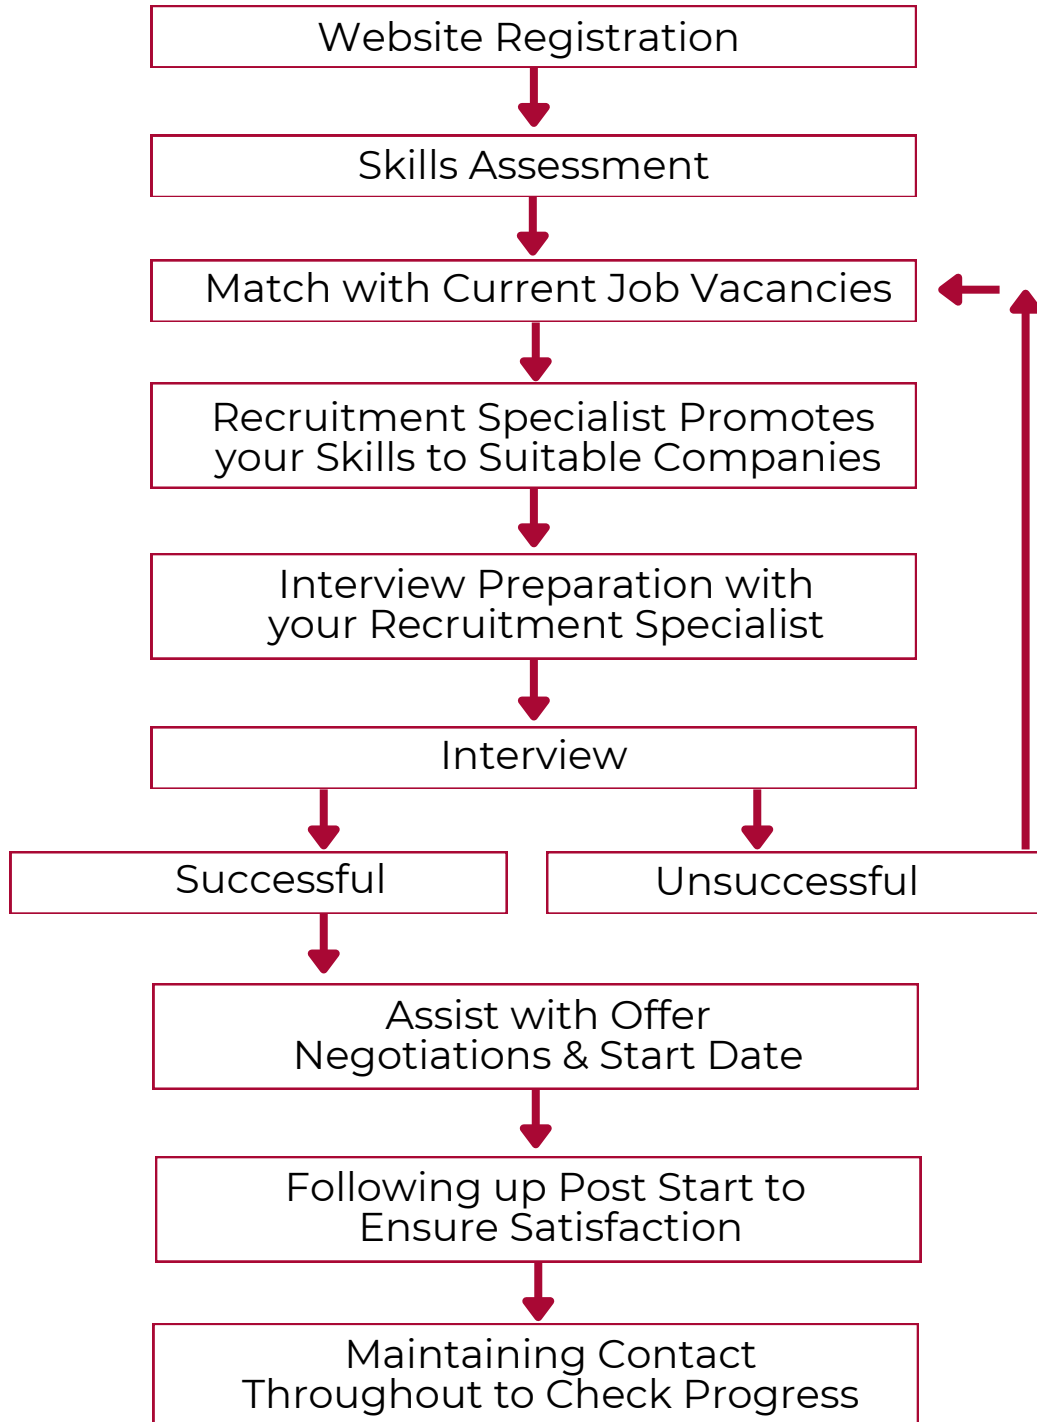 Website Registration
Skills Assessment
Match with Current Job Vacancies
Recruitment Specialist Promotes
your Skills to Suitable Companies
Interview Preparation with
your Recruitment Specialist
Interview
Successful
Unsuccessful
Assist with Offer
Negotiations & Start Date
Following up Post Start to
Ensure Satisfaction
Maintaining Contact
Throughout to Check Progress